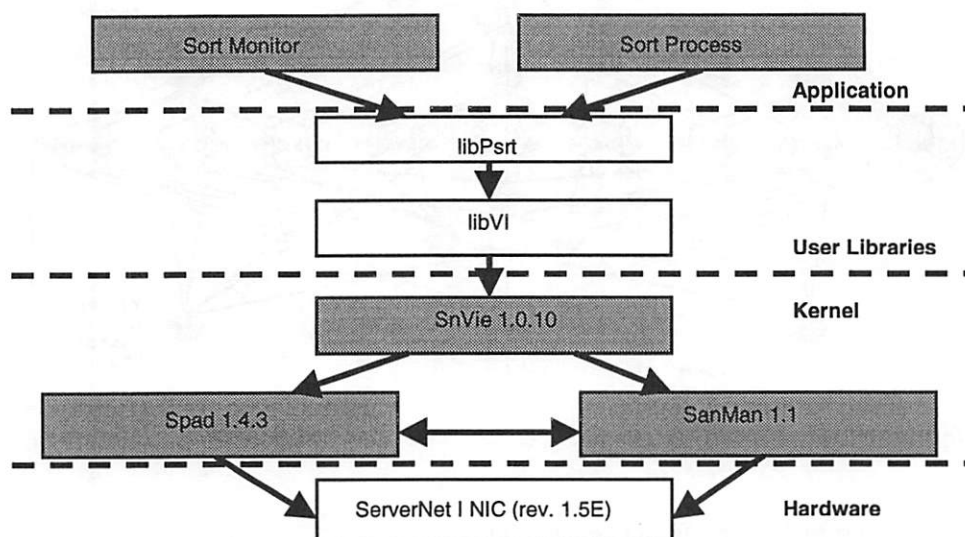 Sort Monitor
Sort Process
Application
libPsrt
libVI
User Libraries
SnVie 1.0.10
Kernel
Spad 1.4.3
SanMan 1.1
ServerNet I NIC (rev. 1.5E)
Hardware